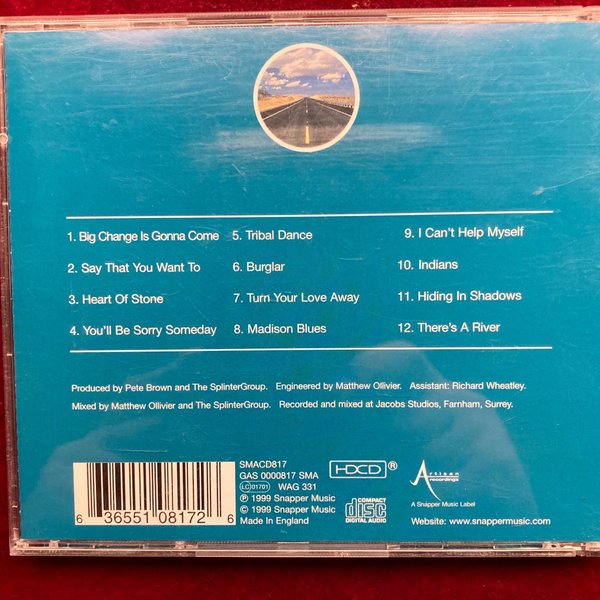 1. Big Change Is Gonna Come
2. Say That You Want To
3. Heart Of Stone
4. You'll Be Sorry Someday
5. Tribal Dance
6. Burglar
7. Turn Your Love Away
8. Madison Blues
9. I Can't Help Myself
10. Indians
11. Hiding In Shadows
12. There's A River
Produced by Pete Brown and The SplinterGroup. Engineered by Matthew Ollivier. Assistant: Richard Wheatley.
Mixed by Matthew Ollivier and The SplinterGroup. Recorded and mixed at Jacobs Studios, Farnham, Surrey.
6 36551 08172 6
SMACD817
GAS 0000817 SMA
LC 01701 WAG 331
℗ 1999 Snapper Music
© 1999 Snapper Music
Made In England
HDCD®
COMPACT
disc
DIGITAL AUDIO
Artisan
recordings
A Snapper Music Label
Website: www.snappermusic.com